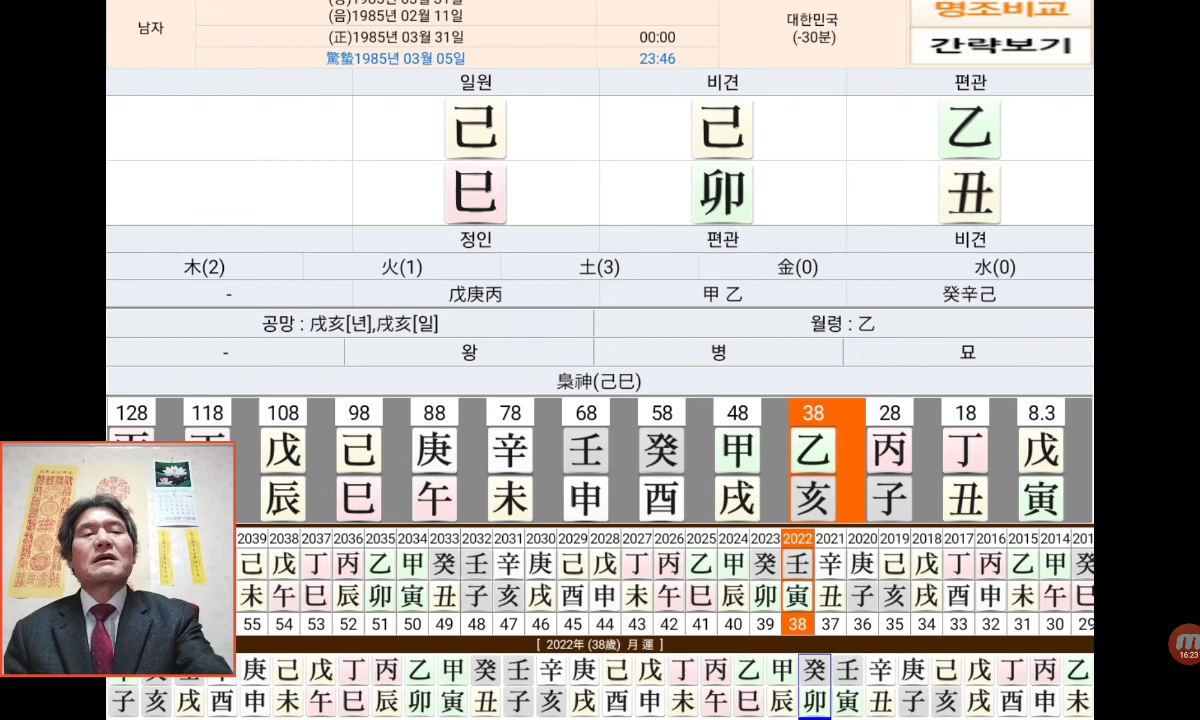 (음)1985년 02월 11일
남자
(正)1985년 03월 31일 00:00
驚蟄1985년 03월 05일 23:46
대한민국
(-30분)
명조비교
간략보기
일원 비견 편관
己 己 乙
巳 卯 丑
정인 편관 비견
木(2) 火(1) 土(3) 金(0) 水(0)
- 戊庚丙 甲 乙 癸辛己
공망 : 戌亥[년],戌亥[일] 월령 : 乙
- 왕 병 묘
梟神(己巳)
128 118 108 98 88 78 68 58 48 38 28 18 8.3
戊 己 庚 辛 壬 癸 甲 乙 丙 丁 戊
辰 巳 午 未 申 酉 戌 亥 子 丑 寅
2039 2038 2037 2036 2035 2034 2033 2032 2031 2030 2029 2028 2027 2026 2025 2024 2023 2022 2021 2020 2019 2018 2017 2016 2015 2014 201
己 戊 丁 丙 乙 甲 癸 壬 辛 庚 己 戊 丁 丙 乙 甲 癸 壬 辛 庚 己 戊 丁 丙 乙 甲 癸
未 午 巳 辰 卯 寅 丑 子 亥 戌 酉 申 未 午 巳 辰 卯 寅 丑 子 亥 戌 酉 申 未 午 巳
55 54 53 52 51 50 49 48 47 46 45 44 43 42 41 40 39 38 37 36 35 34 33 32 31 30 29
[ 2022年 (38歲) 月 運 ]
庚 己 戊 丁 丙 乙 甲 癸 壬 辛 庚 己 戊 丁 丙 乙 甲 癸 壬 辛 庚 己 戊 丁 丙 乙
子 亥 戌 酉 申 未 午 巳 辰 卯 寅 丑 子 亥 戌 酉 申 未 午 巳 辰 卯 寅 丑 子 亥 戌 酉 申 未
16:23